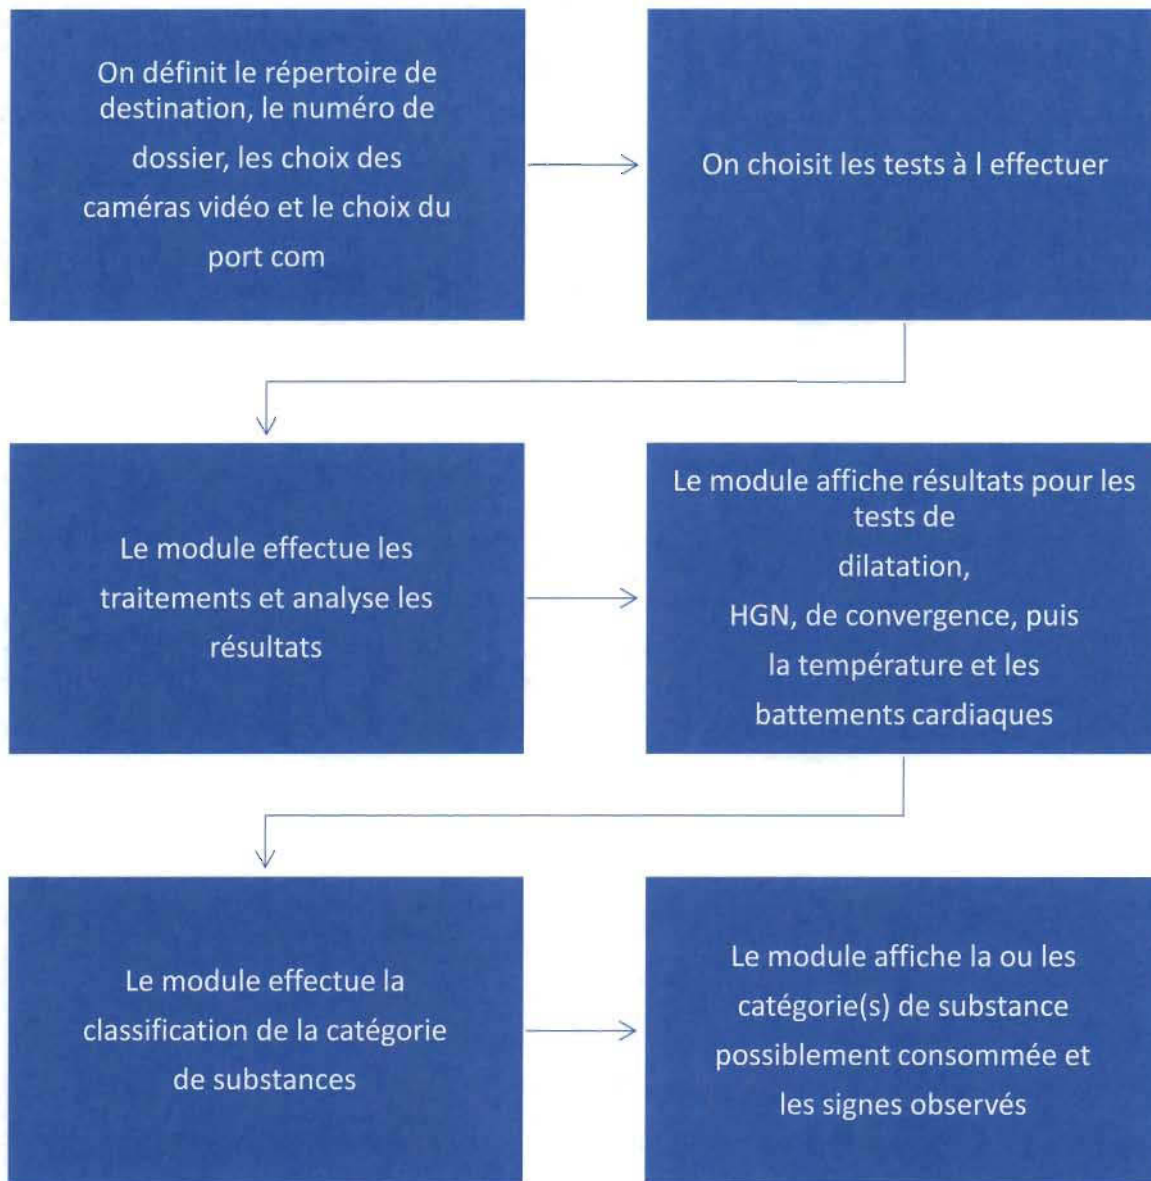 On définit le répertoire de
destination, le numéro de
dossier, les choix des
caméras vidéo et le choix du
port com
On choisit les tests à l effectuer
Le module effectue les
traitements et analyse les
résultats
Le module affiche résultats pour les
tests de
dilatation,
HGN, de convergence, puis
la température et les
battements cardiaques
Le module effectue la
classification de la catégorie
de substances
Le module affiche la ou les
catégorie(s) de substance
possiblement consommée et
les signes observés